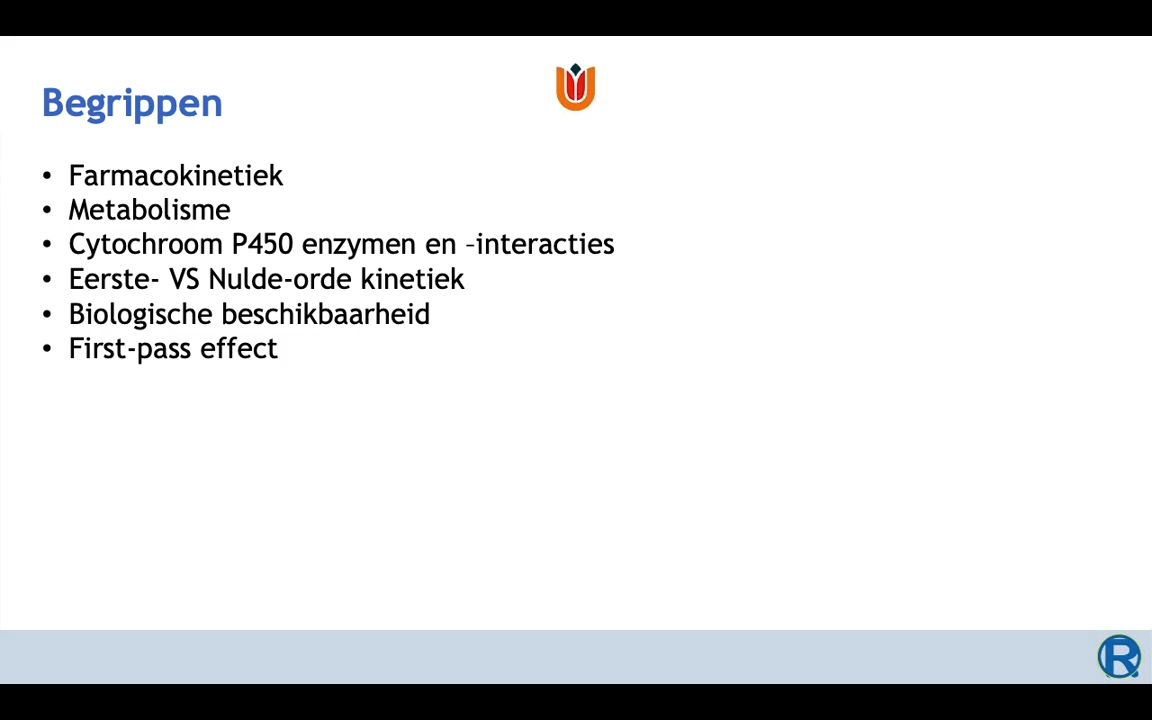 Begrippen
• Farmacokinetiek
• Metabolisme
• Cytochroom P450 enzymen en –interacties
• Eerste- VS Nulde-orde kinetiek
• Biologische beschikbaarheid
• First-pass effect
R